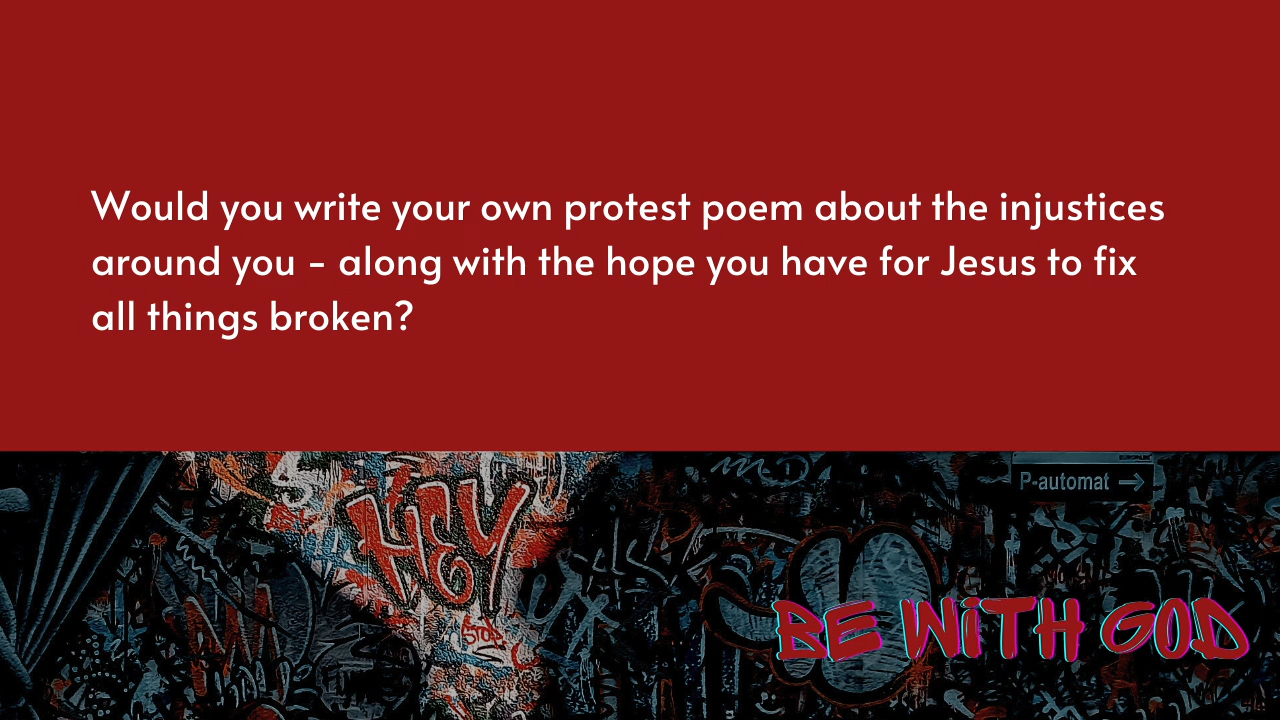 Would you write your own protest poem about the injustices
around you - along with the hope you have for Jesus to fix
all things broken?
P-automat →
HEY
STOP
BE WITH GOD